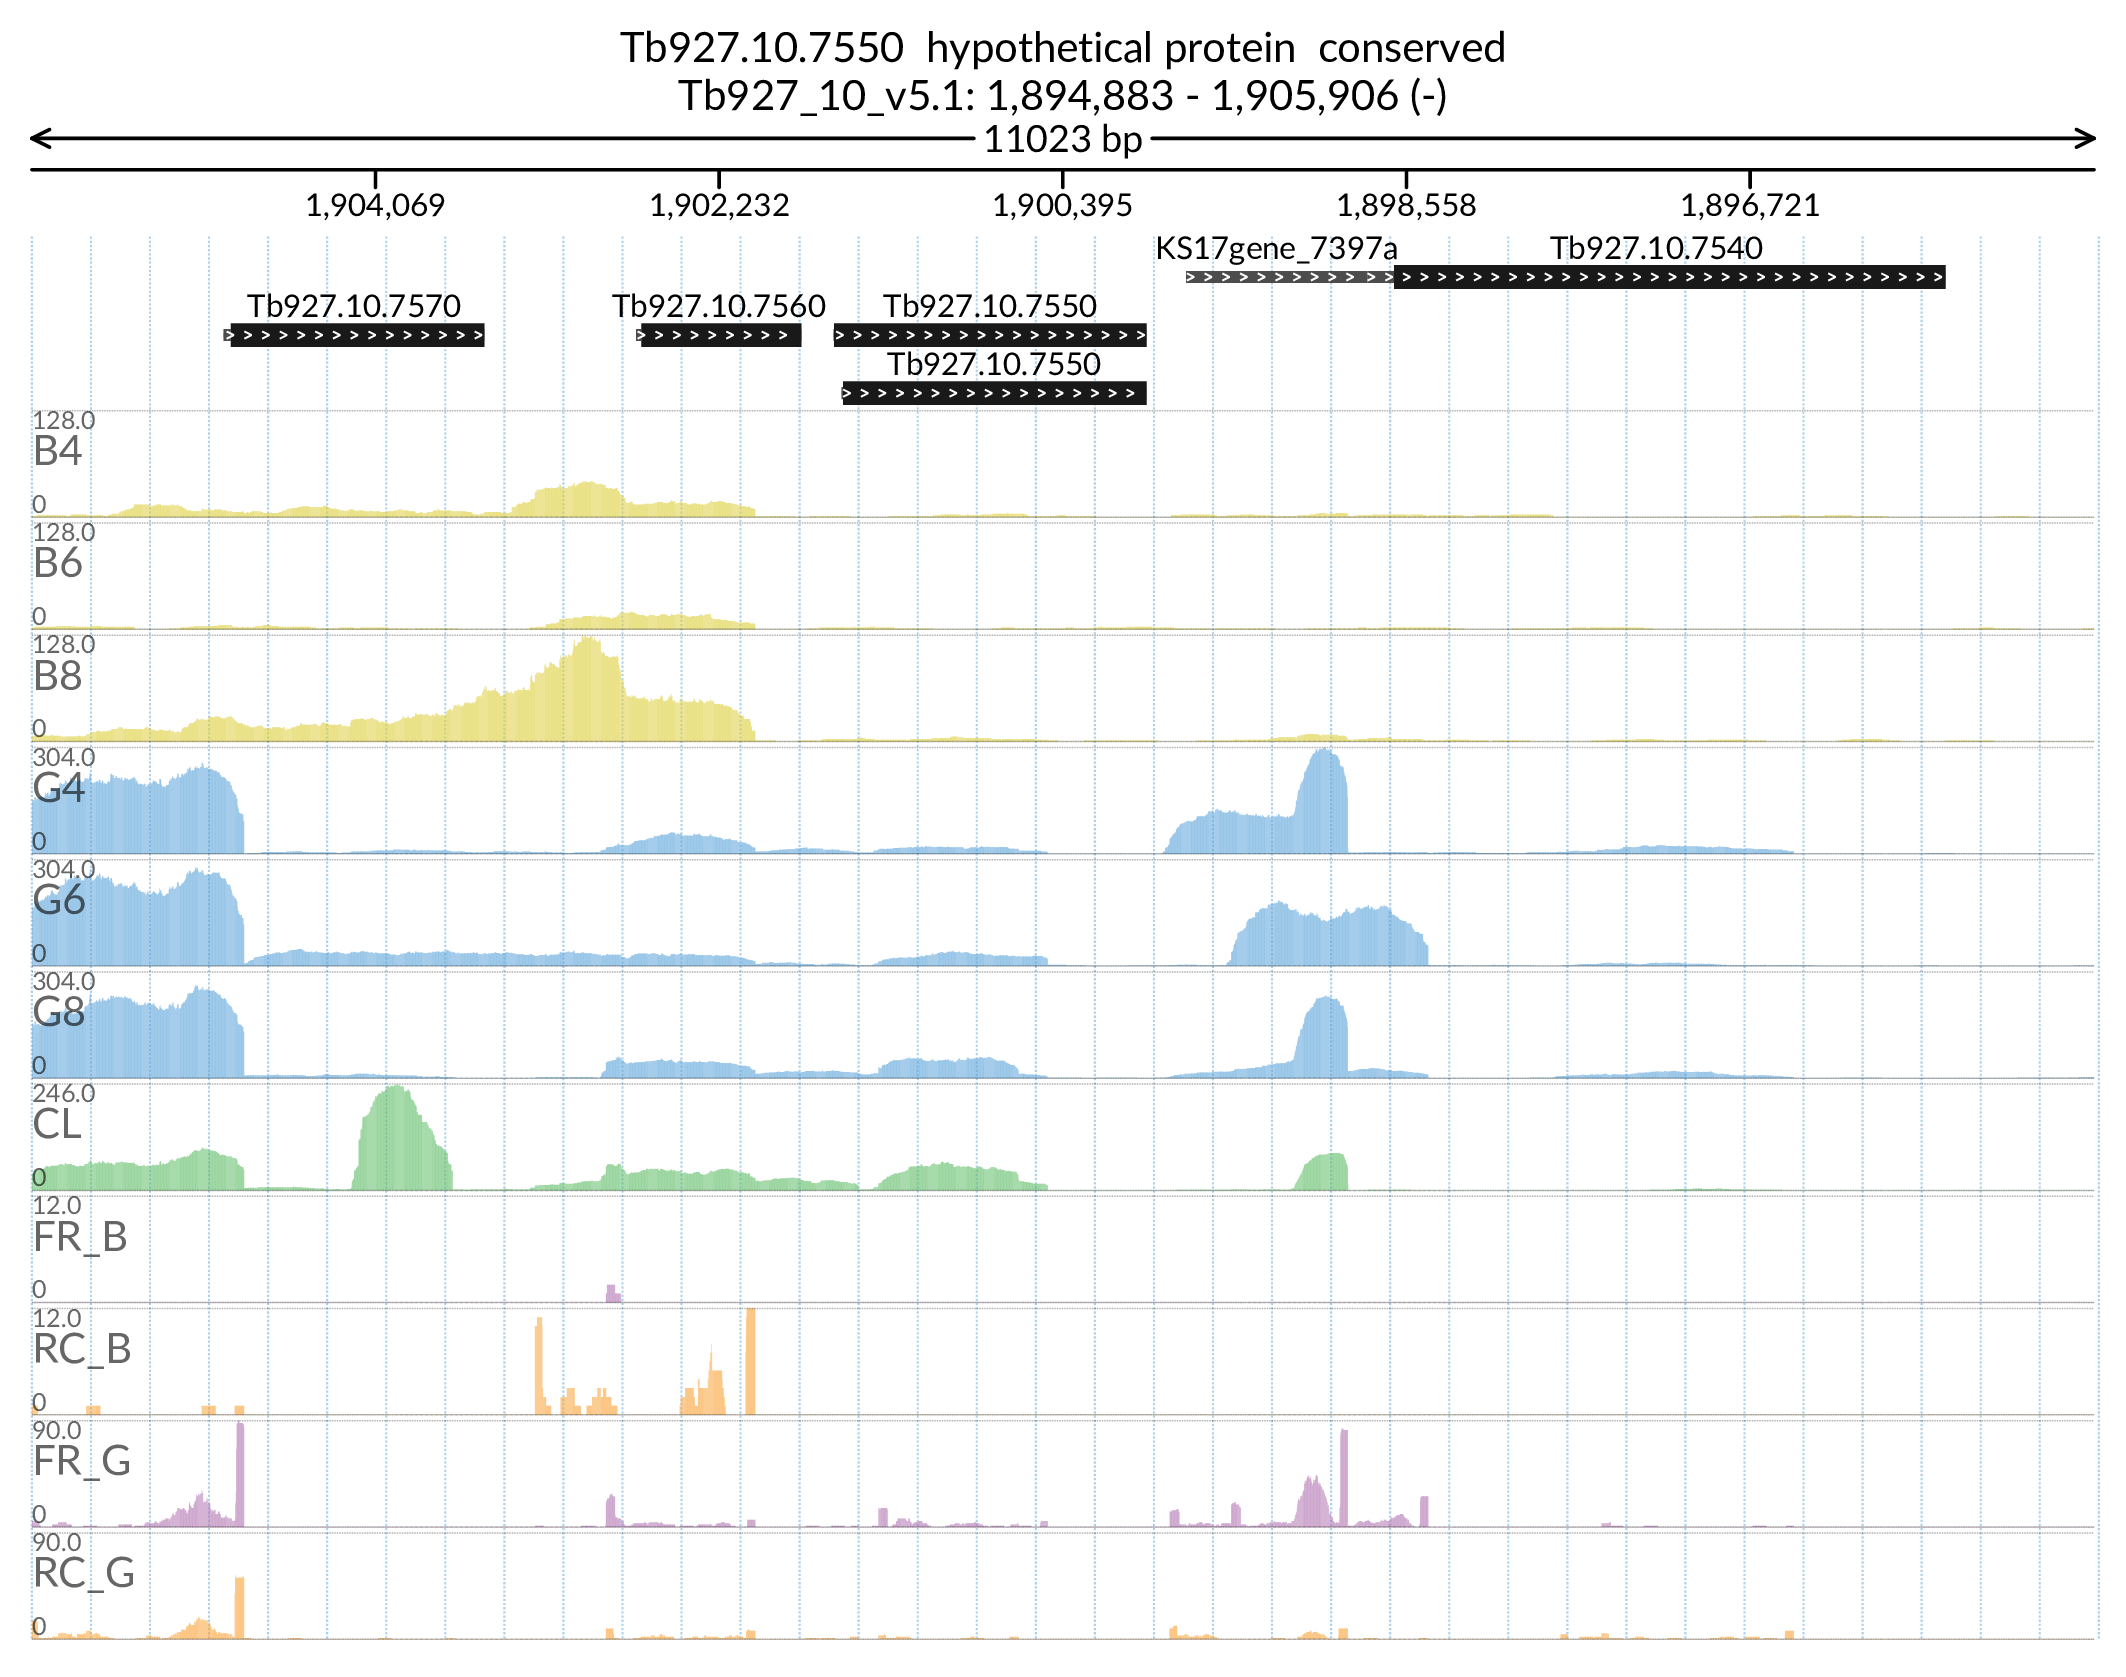 Tb927.10.7550  hypothetical protein  conserved
Tb927_10_v5.1: 1,894,883 - 1,905,906 (-)
11023 bp
1,904,069 1,902,232 1,900,395 1,898,558 1,896,721
KS17gene_7397a Tb927.10.7540
Tb927.10.7570 Tb927.10.7560 Tb927.10.7550
Tb927.10.7550
128.0
B4
0
128.0
B6
0
128.0
B8
0
304.0
G4
0
304.0
G6
0
304.0
G8
0
246.0
CL
0
12.0
FR_B
0
12.0
RC_B
0
90.0
FR_G
0
90.0
RC_G
0